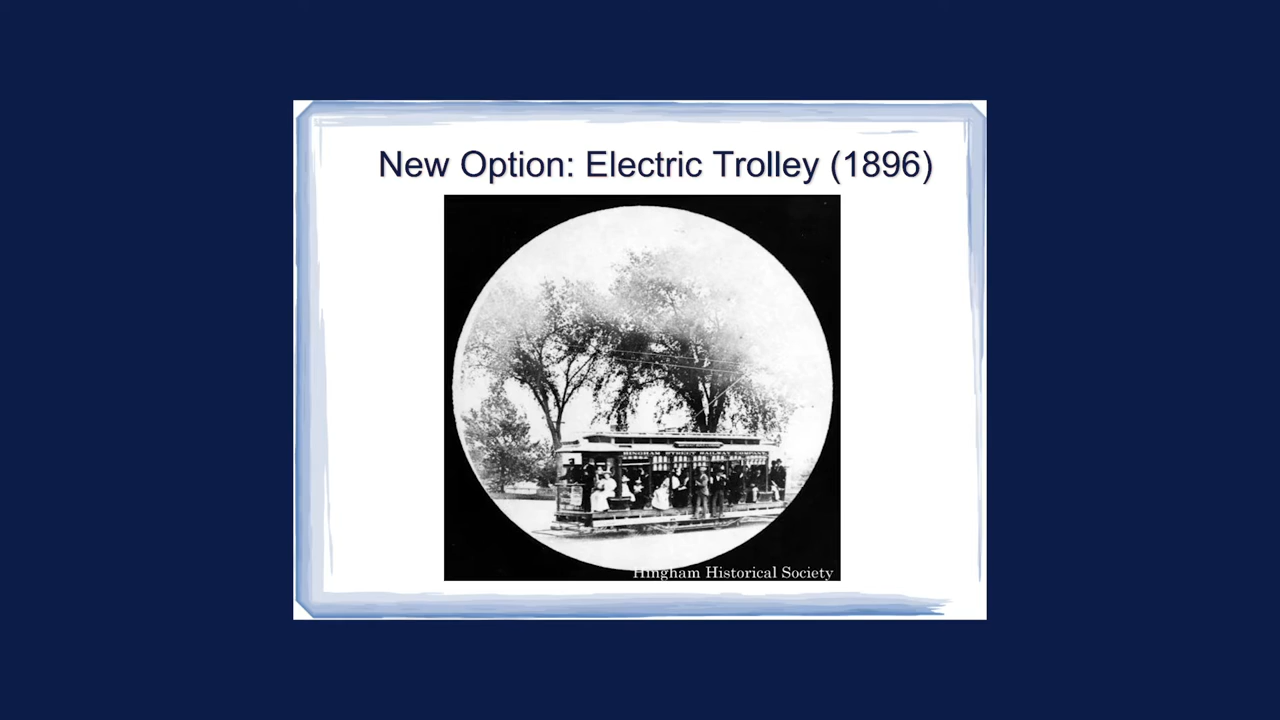 New Option: Electric Trolley (1896)
HINGHAM STREET RAILWAY COMPANY
Hingham Historical Society